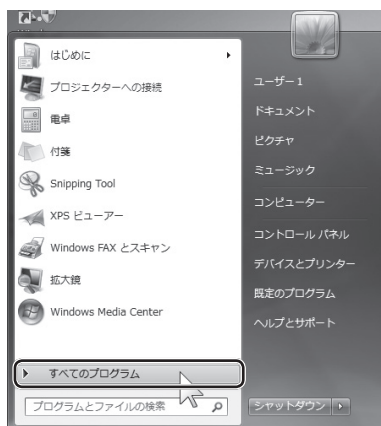 はじめに
プロジェクターへの接続
電卓
付箋
Snipping Tool
XPS ビューアー
Windows FAX とスキャン
拡大鏡
Windows Media Center
すべてのプログラム
プログラムとファイルの検索
ユーザー1
ドキュメント
ピクチャ
ミュージック
コンピューター
コントロール パネル
デバイスとプリンター
既定のプログラム
ヘルプとサポート
シャットダウン